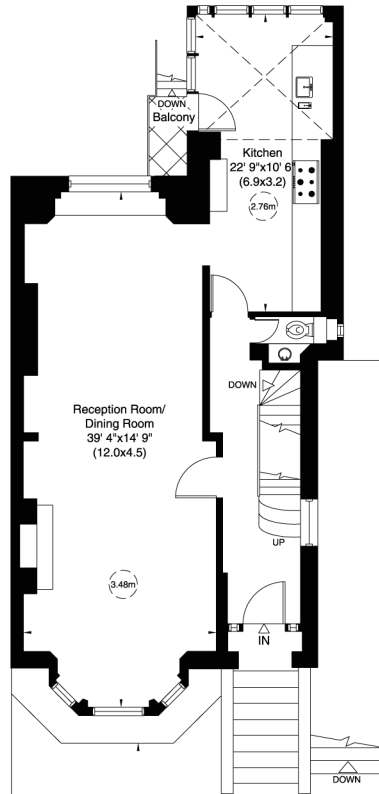 DOWN
Balcony
Kitchen
22' 9"x10' 6"
(6.9x3.2)
2.76m
DOWN
Reception Room/
Dining Room
39' 4"x14' 9"
(12.0x4.5)
UP
3.48m
IN
DOWN